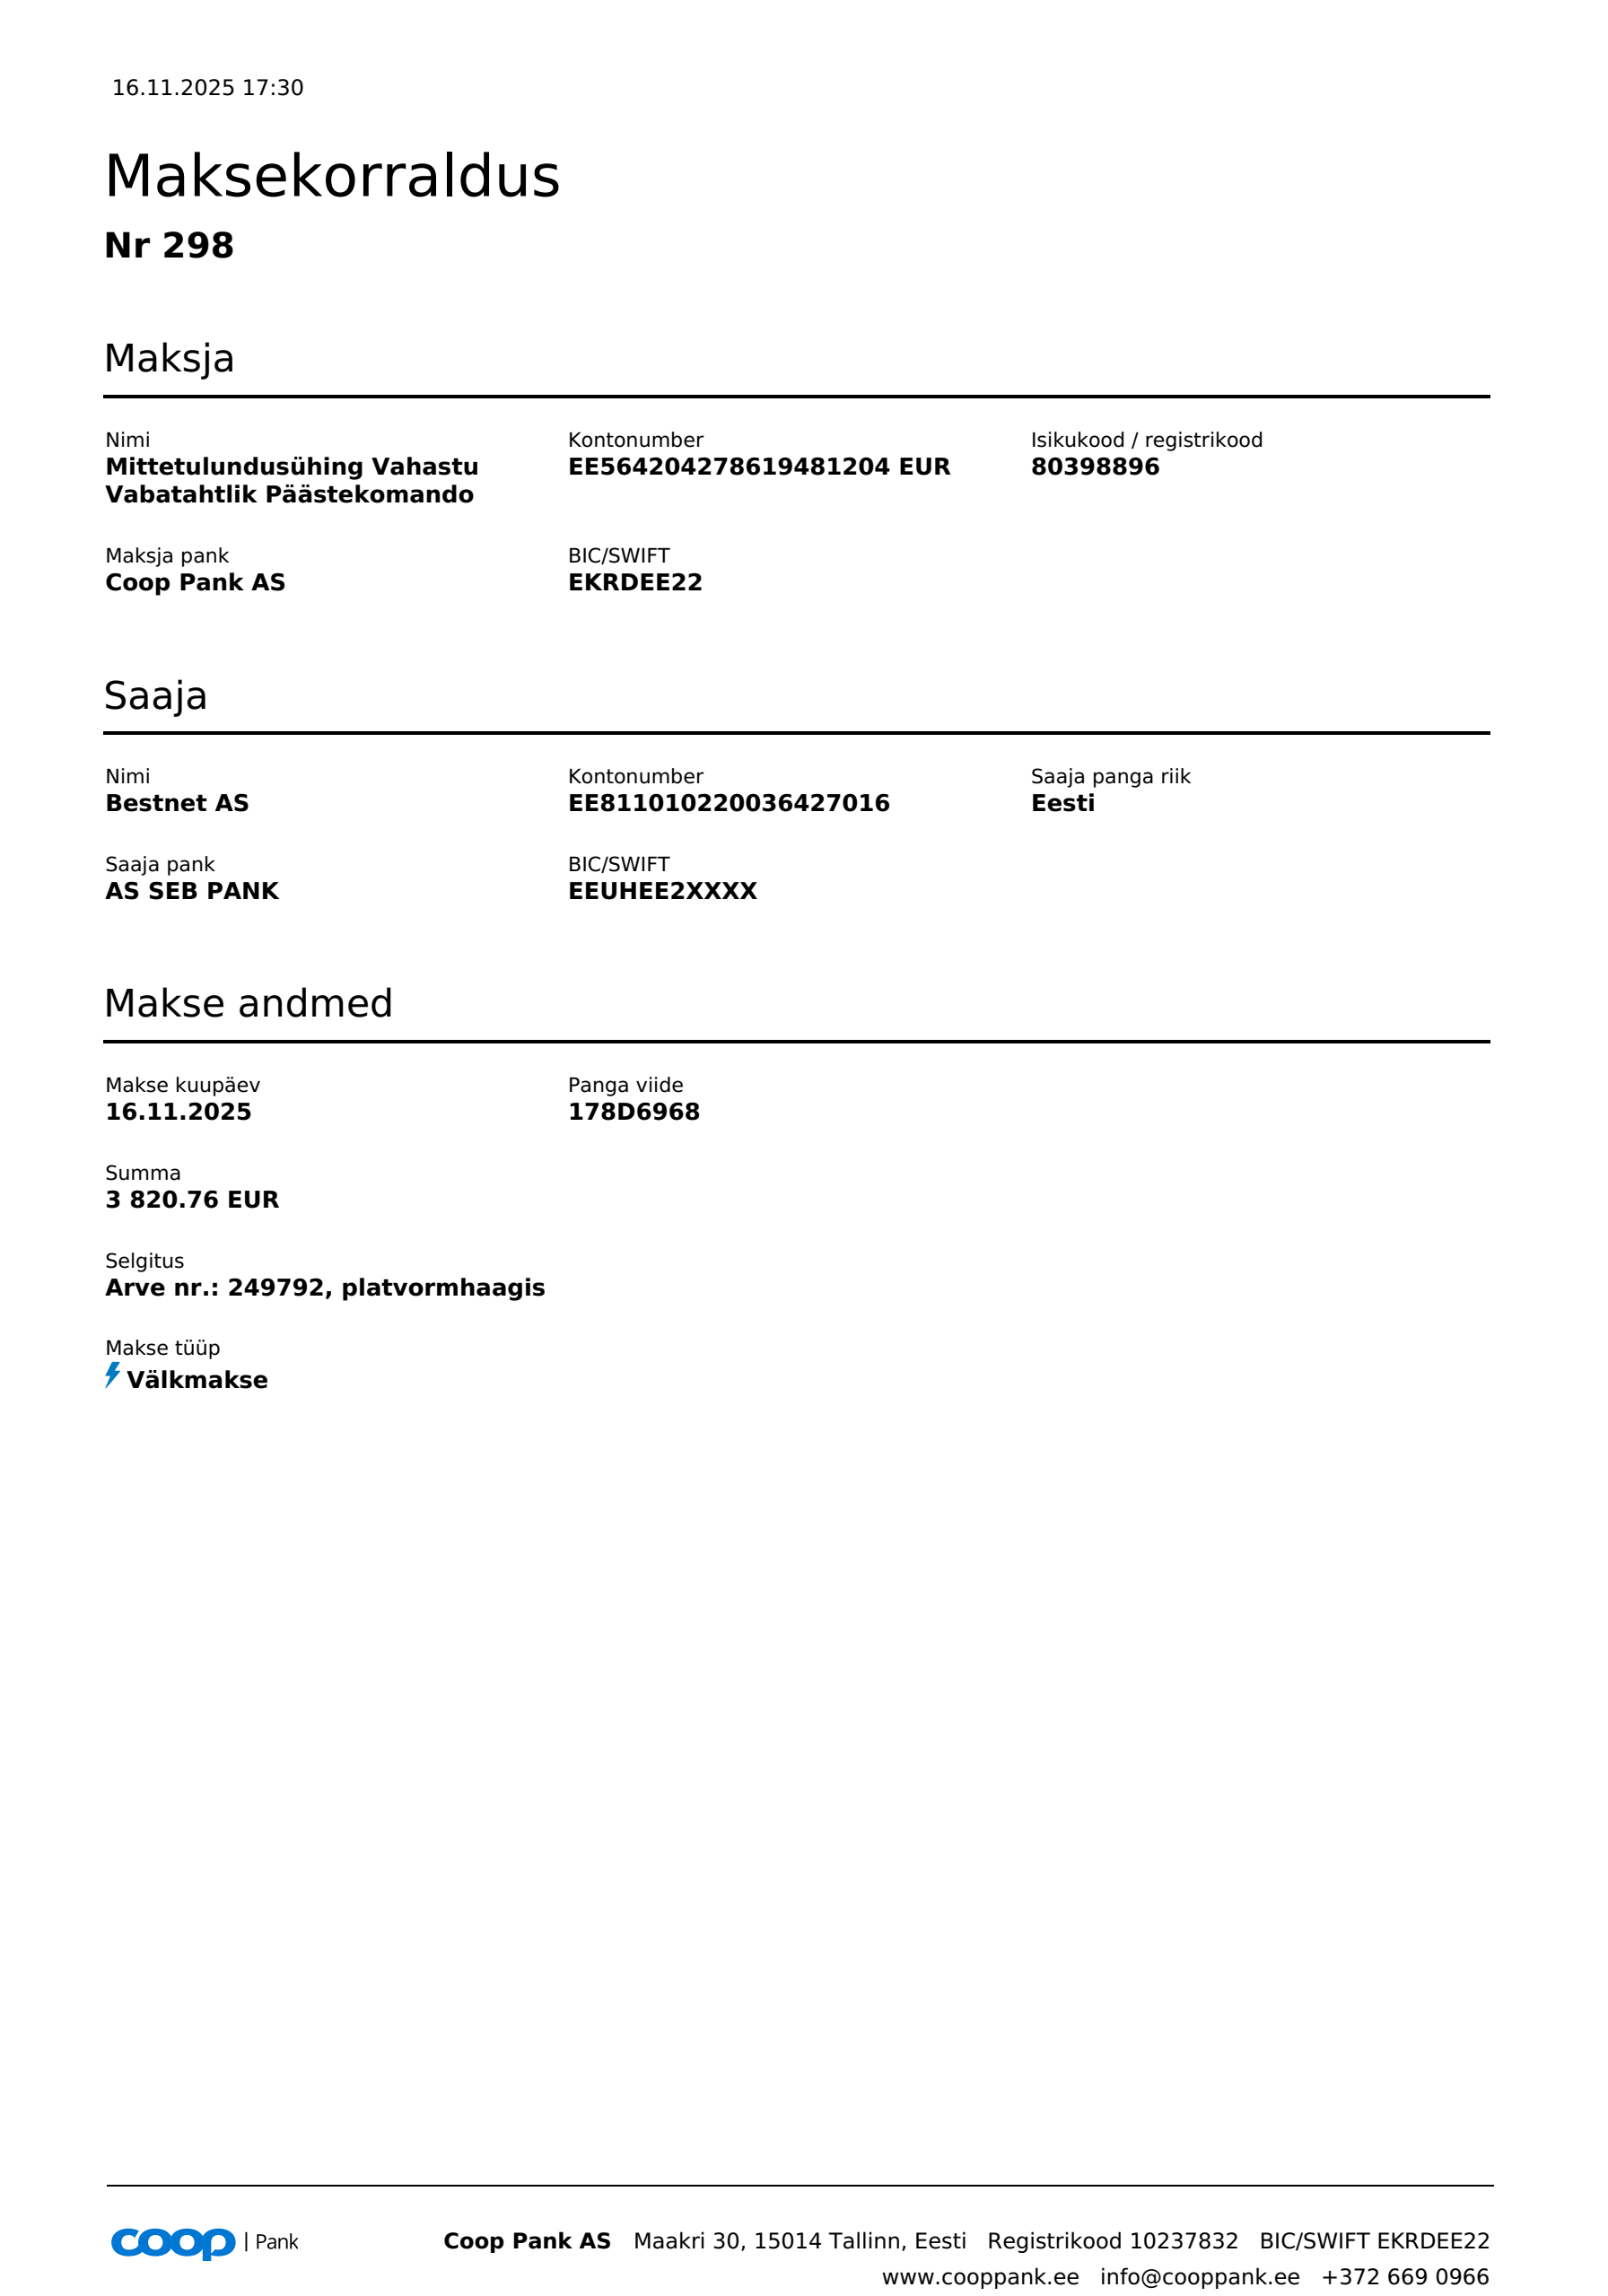 16.11.2025 17:30
Maksekorraldus
Nr 298
Maksja
Nimi
Mittetulundusühing Vahastu
Vabatahtlik Päästekomando
Kontonumber
EE564204278619481204 EUR
Isikukood / registrikood
80398896
Maksja pank
Coop Pank AS
BIC/SWIFT
EKRDEE22
Saaja
Nimi
Bestnet AS
Kontonumber
EE811010220036427016
Saaja panga riik
Eesti
Saaja pank
AS SEB PANK
BIC/SWIFT
EEUHEE2XXXX
Makse andmed
Makse kuupäev
16.11.2025
Panga viide
178D6968
Summa
3 820.76 EUR
Selgitus
Arve nr.: 249792, platvormhaagis
Makse tüüp
Välkmakse
coop | Pank
Coop Pank AS Maakri 30, 15014 Tallinn, Eesti Registrikood 10237832 BIC/SWIFT EKRDEE22
www.cooppank.ee info@cooppank.ee +372 669 0966